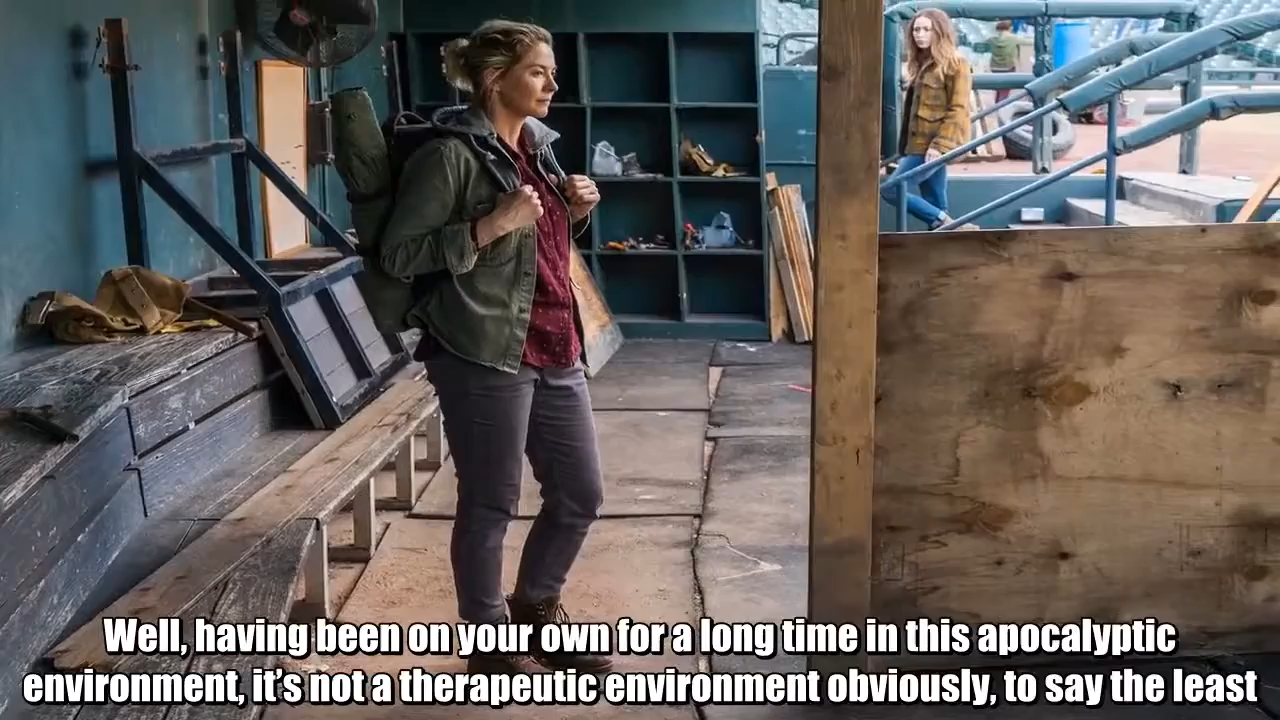 Well, having been on your own for a long time in this apocalyptic
environment, it's not a therapeutic environment obviously, to say the least